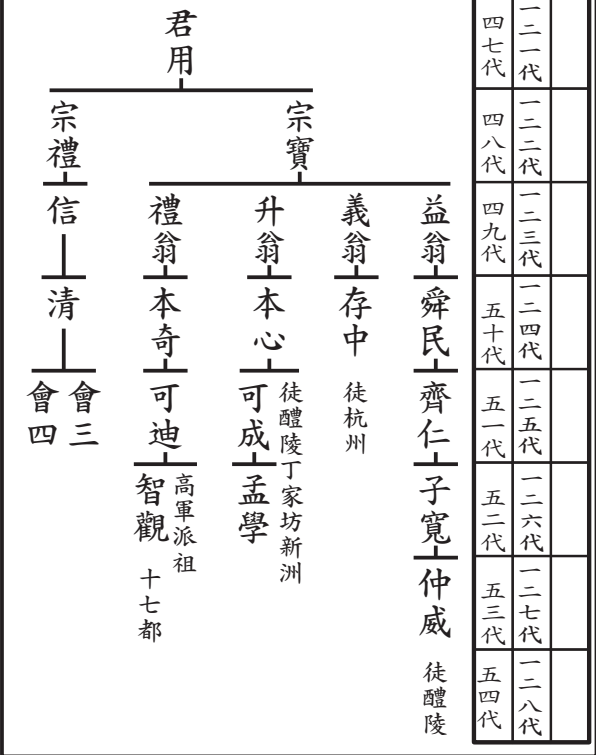 一二一代
一二二代
一二三代
一二四代
一二五代
一二六代
一二七代
一二八代
四七代
四八代
四九代
五十代
五一代
五二代
五三代
五四代
君用
宗寶
宗禮
益翁
舜民
齊仁
子寬
仲威
徒醴陵
義翁
存中
徒杭州
升翁
本心
可成
徒醴陵丁家坊新洲
孟學
禮翁
本奇
可迪
智觀
高軍派祖
十七都
信
清
會三
會四